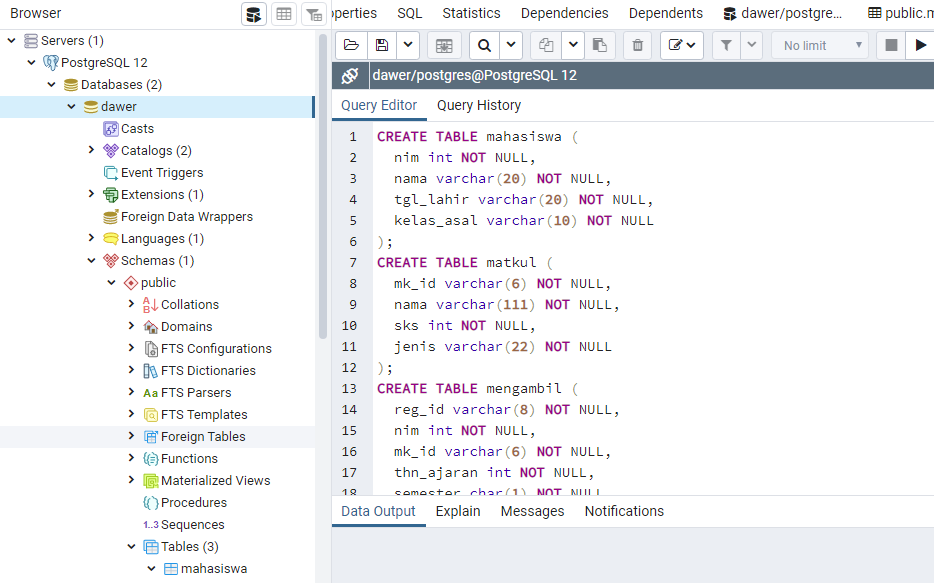 Browser
Servers (1)
PostgreSQL 12
Databases (2)
dawer
Casts
Catalogs (2)
Event Triggers
Extensions (1)
Foreign Data Wrappers
Languages (1)
Schemas (1)
public
Collations
Domains
FTS Configurations
FTS Dictionaries
Aa FTS Parsers
FTS Templates
Foreign Tables
Functions
Materialized Views
Procedures
1..3 Sequences
Tables (3)
mahasiswa
operties SQL Statistics Dependencies Dependents dawer/postgre... public.m
No limit
dawer/postgres@PostgreSQL 12
Query Editor Query History
1 CREATE TABLE mahasiswa (
2 nim int NOT NULL,
3 nama varchar(20) NOT NULL,
4 tgl_lahir varchar(20) NOT NULL,
5 kelas_asal varchar(10) NOT NULL
6 );
7 CREATE TABLE matkul (
8 mk_id varchar(6) NOT NULL,
9 nama varchar(111) NOT NULL,
10 sks int NOT NULL,
11 jenis varchar(22) NOT NULL
12 );
13 CREATE TABLE mengambil (
14 reg_id varchar(8) NOT NULL,
15 nim int NOT NULL,
16 mk_id varchar(6) NOT NULL,
17 thn_ajaran int NOT NULL,
18 semester char(1) NOT NULL
Data Output Explain Messages Notifications